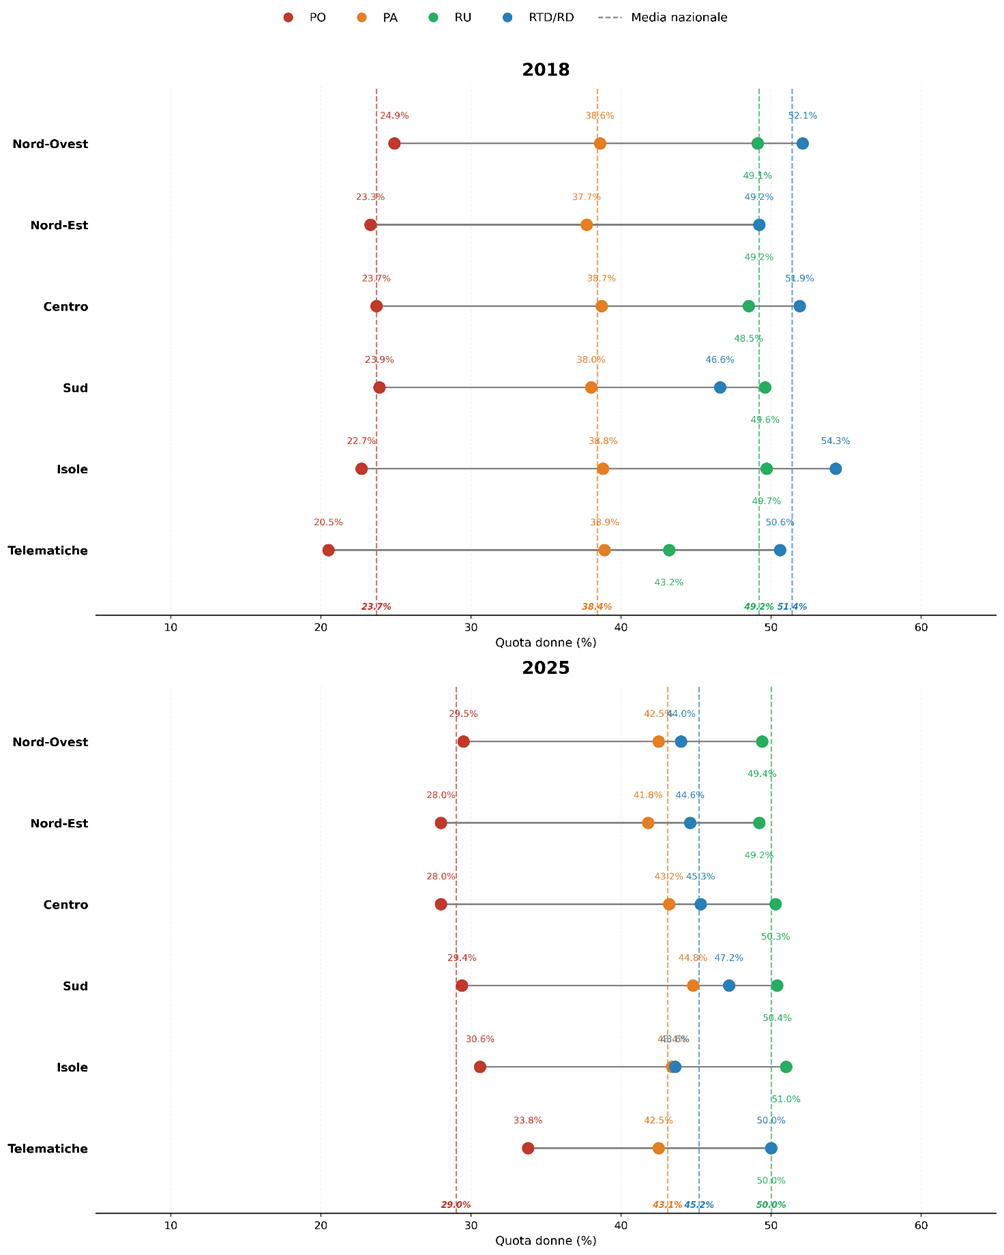 PO PA RU RTD/RD Media nazionale
2018
24.9% 38.6% 52.1%
Nord-Ovest
49.1%
23.3% 37.7% 49.2%
Nord-Est
49.2%
23.7% 38.7% 51.9%
Centro
48.5%
23.9% 38.0% 46.6%
Sud
49.6%
22.7% 38.8% 54.3%
Isole
49.7%
20.5% 38.9% 50.6%
Telematiche
43.2%
23.7% 38.4% 49.2% 51.4%
10 20 30 40 50 60
Quota donne (%)
2025
29.5% 42.5% 44.0%
Nord-Ovest
49.4%
28.0% 41.8% 44.6%
Nord-Est
49.2%
28.0% 43.2% 45.3%
Centro
50.3%
29.4% 44.8% 47.2%
Sud
50.4%
30.6% 43.6%
Isole
51.0%
33.8% 42.5% 50.0%
Telematiche
50.0%
29.0% 43.1% 45.2% 50.0%
10 20 30 40 50 60
Quota donne (%)